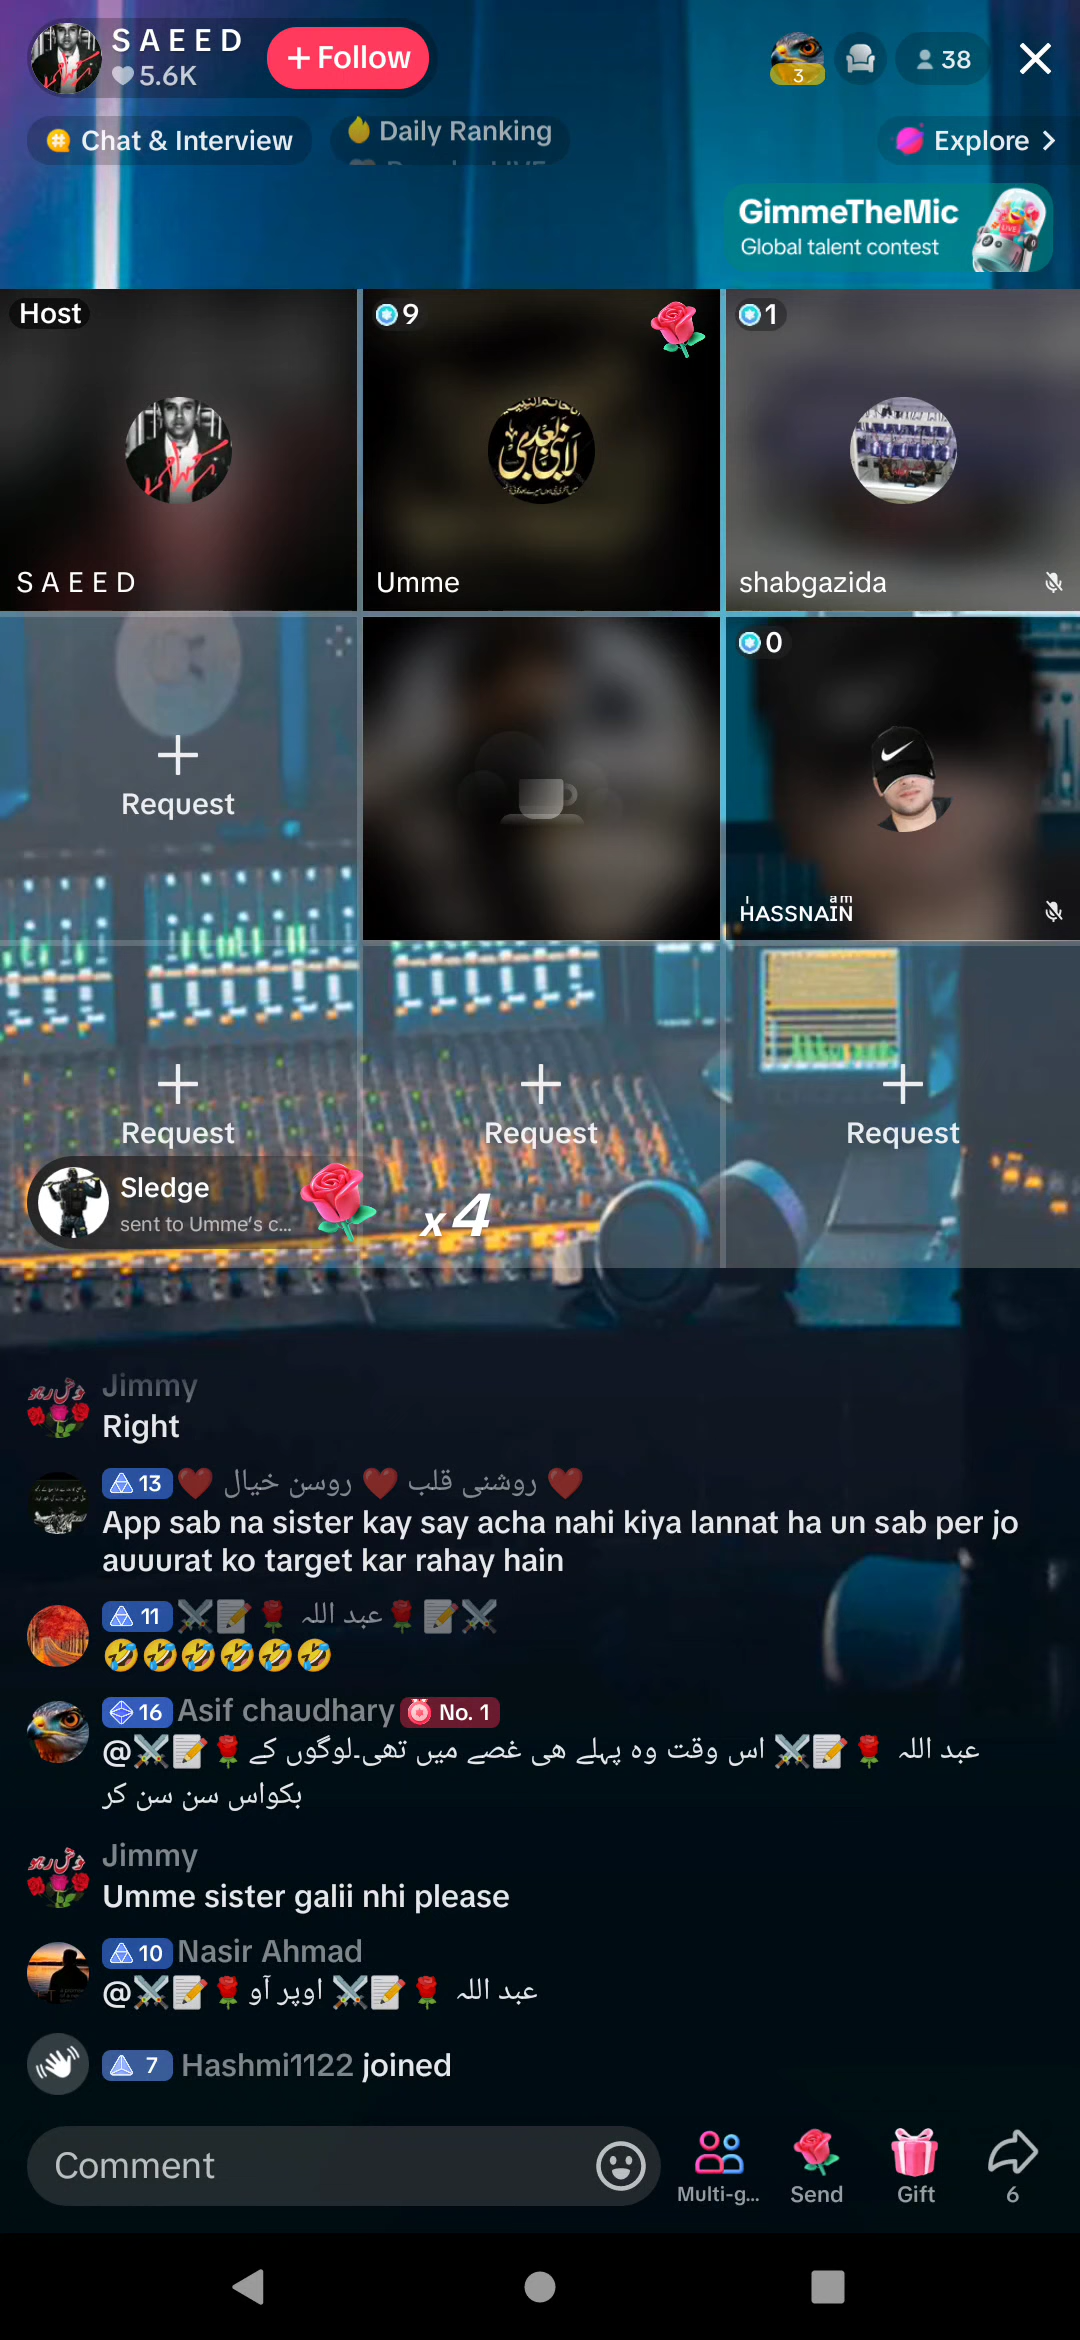 S A E E D
5.6K
+ Follow
3
38
Chat & Interview
Daily Ranking
Explore >
GimmeTheMic
Global talent contest
LIVE
Host
9
1
لَا نَبِيَّ بَعْدِي
S A E E D
Umme
shabgazida
Request
0
I am
HASSNAIN
Request
Request
Request
Sledge
sent to Umme's c...
x4
Jimmy
Right
13 ❤️ روشنی قلب ❤️ روسن خیال ❤️
App sab na sister kay say acha nahi kiya lannat ha un sab per jo
auuurat ko target kar rahay hain
11 ⚔️📝🌹 عبد اللہ🌹📝⚔️
🤣🤣🤣🤣🤣🤣
16 Asif chaudhary No. 1
@⚔️📝🌹 عبد اللہ 🌹📝⚔️ اس وقت وہ پہلے ھی غصے میں تھی۔لوگوں کے
بکواس سن سن کر
Jimmy
Umme sister galii nhi please
10 Nasir Ahmad
@⚔️📝🌹 عبد اللہ 🌹📝⚔️ اوپر آو
7 Hashmi1122 joined
Comment
Multi-g...
Send
Gift
6